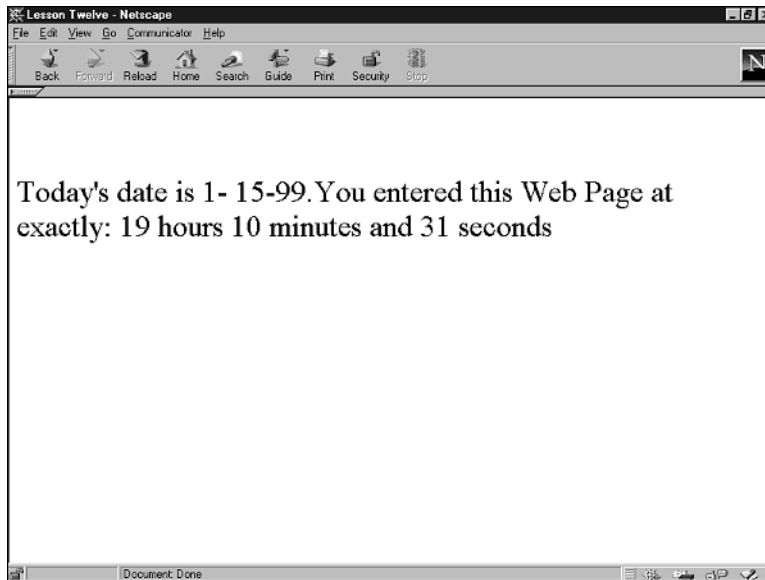 Lesson Twelve - Netscape
File Edit View Go Communicator Help
Back Forward Reload Home Search Guide Print Security Stop
N
Today's date is 1- 15-99.You entered this Web Page at
exactly: 19 hours 10 minutes and 31 seconds
Document: Done